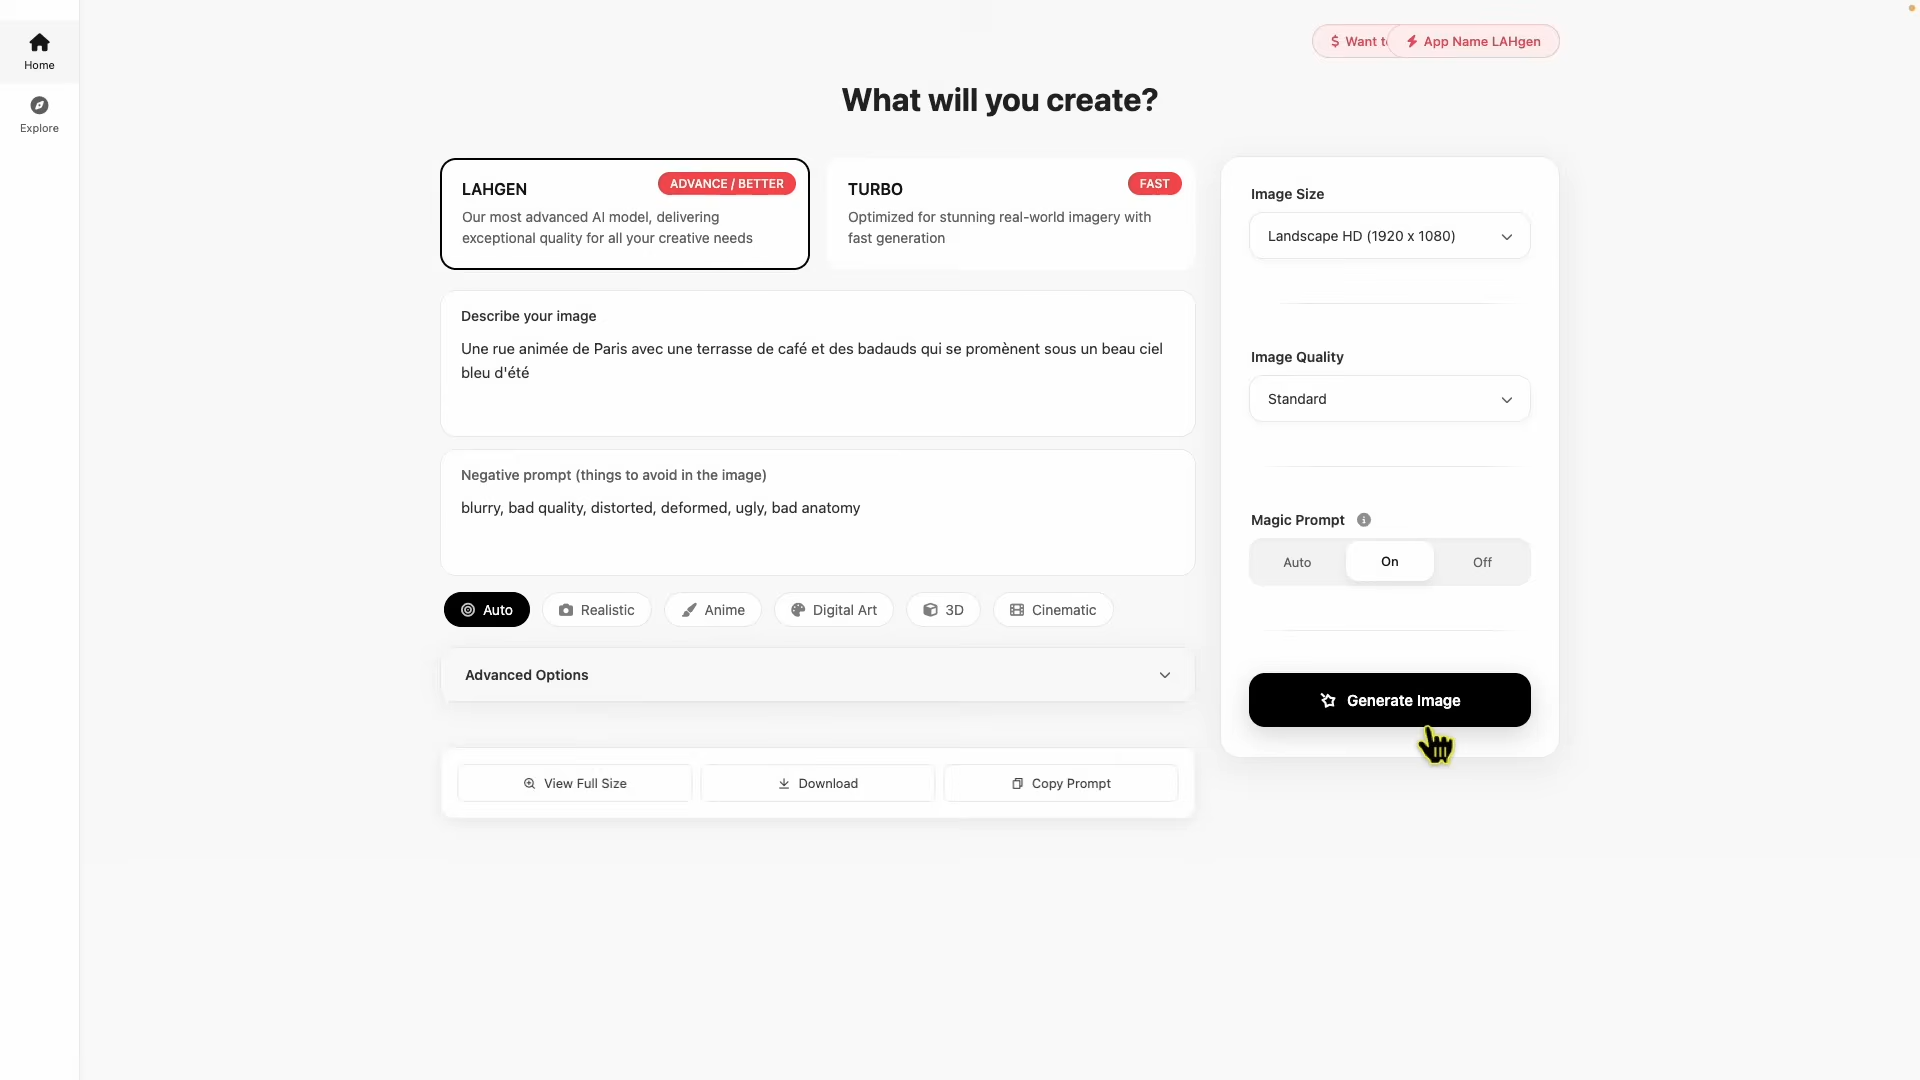 Home
Explore
$ Want t
App Name LAHgen
What will you create?
LAHGEN
ADVANCE / BETTER
Our most advanced AI model, delivering
exceptional quality for all your creative needs
TURBO
FAST
Optimized for stunning real-world imagery with
fast generation
Describe your image
Une rue animée de Paris avec une terrasse de café et des badauds qui se promènent sous un beau ciel
bleu d'été
Negative prompt (things to avoid in the image)
blurry, bad quality, distorted, deformed, ugly, bad anatomy
Auto
Realistic
Anime
Digital Art
3D
Cinematic
Advanced Options
View Full Size
Download
Copy Prompt
Image Size
Landscape HD (1920 x 1080)
Image Quality
Standard
Magic Prompt
Auto
On
Off
Generate Image